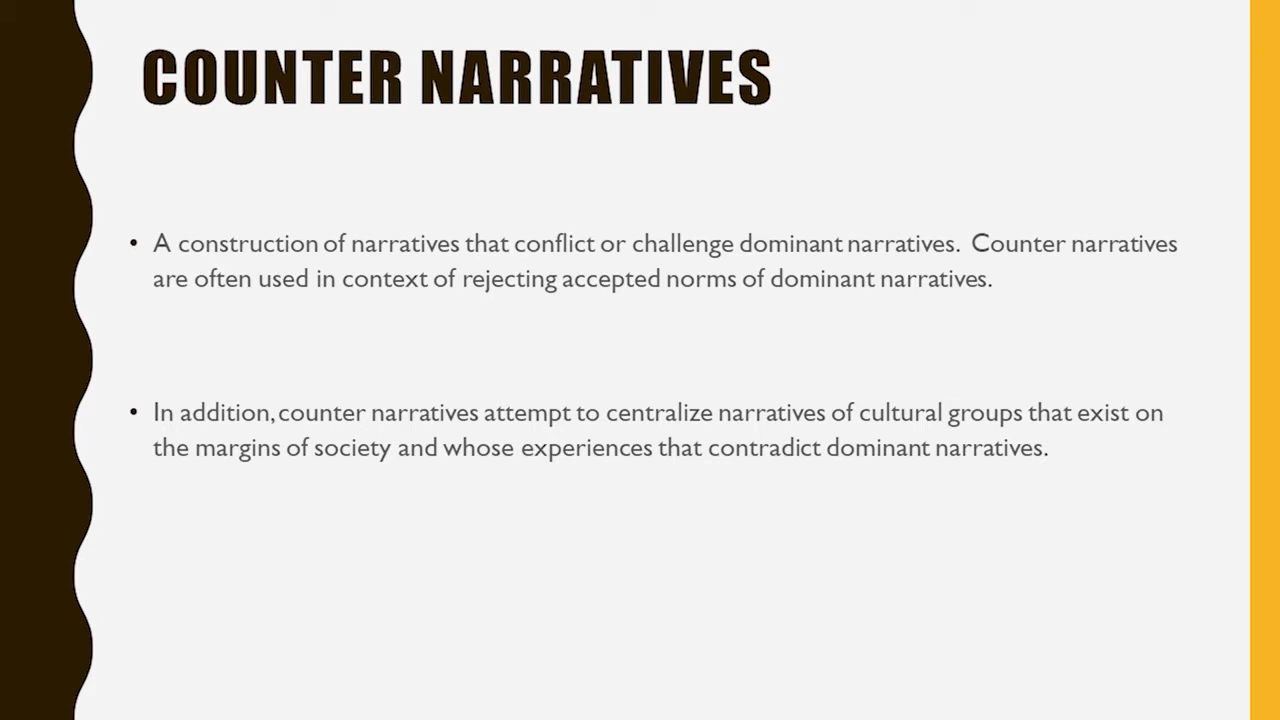 COUNTER NARRATIVES
• A construction of narratives that conflict or challenge dominant narratives.  Counter narratives
are often used in context of rejecting accepted norms of dominant narratives.
• In addition, counter narratives attempt to centralize narratives of cultural groups that exist on
the margins of society and whose experiences that contradict dominant narratives.